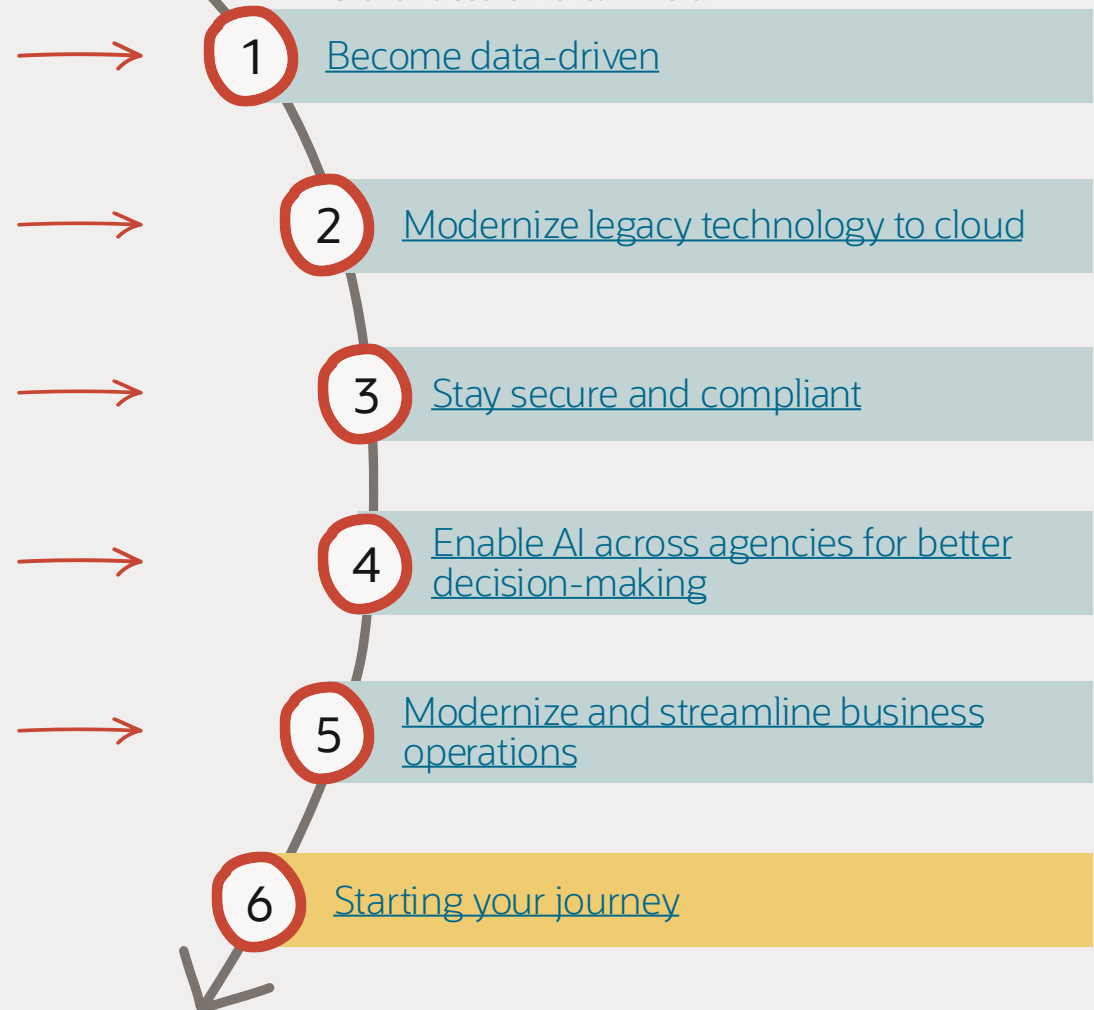 1
Become data-driven
2
Modernize legacy technology to cloud
3
Stay secure and compliant
4
Enable AI across agencies for better
decision-making
5
Modernize and streamline business
operations
6
Starting your journey